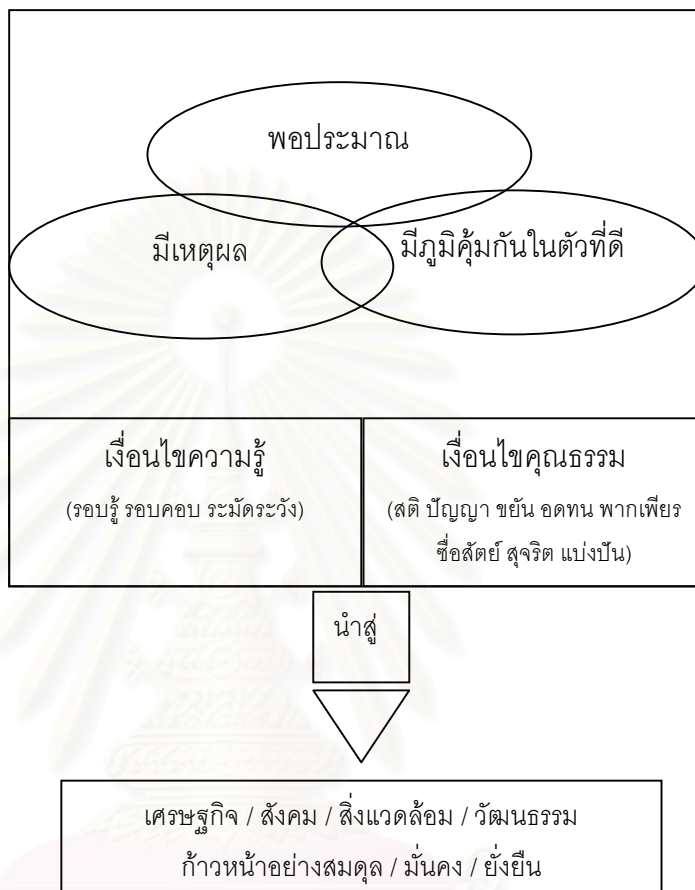 พอประมาณ
มีเหตุผล
มีภูมิคุ้มกันในตัวที่ดี
เงื่อนไขความรู้
(รอบรู้ รอบคอบ ระมัดระวัง)
เงื่อนไขคุณธรรม
(สติ ปัญญา ขยัน อดทน พากเพียร
ซื่อสัตย์ สุจริต แบ่งปัน)
นำสู่
เศรษฐกิจ / สังคม / สิ่งแวดล้อม / วัฒนธรรม
ก้าวหน้าอย่างสมดุล / มั่นคง / ยั่งยืน